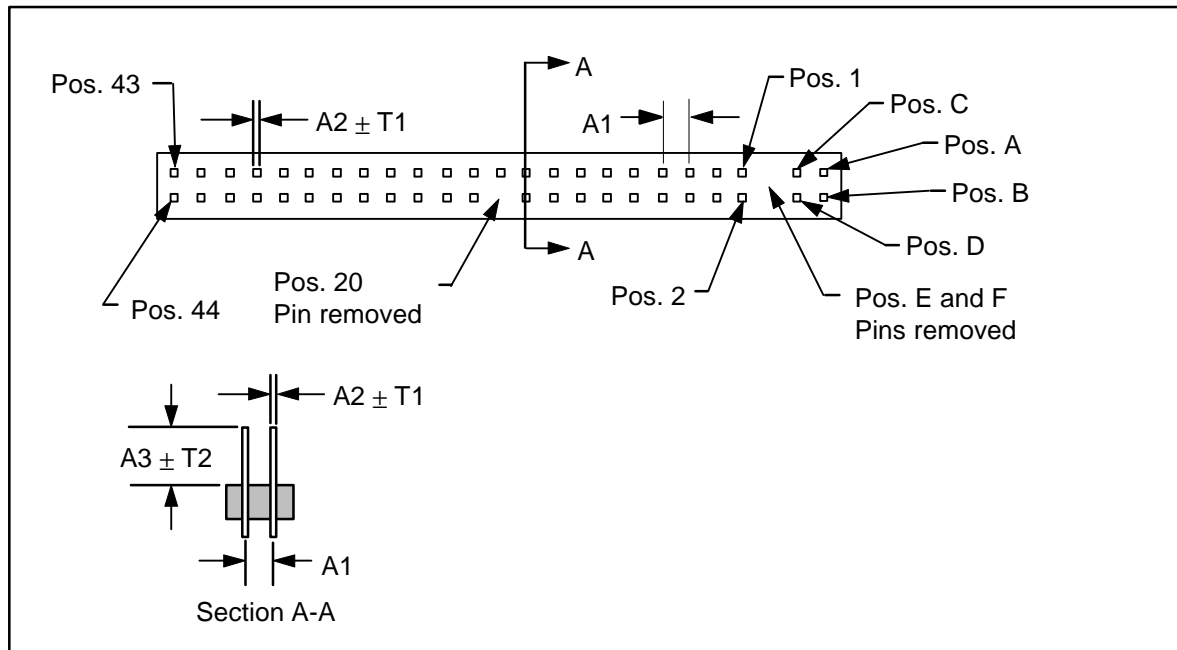 A
Pos. 1
Pos. 43
Pos. C
A2 ± T1
A1
Pos. A
Pos. B
Pos. D
A
Pos. 20
Pin removed
Pos. 2
Pos. E and F
Pins removed
Pos. 44
A2 ± T1
A3 ± T2
A1
Section A-A